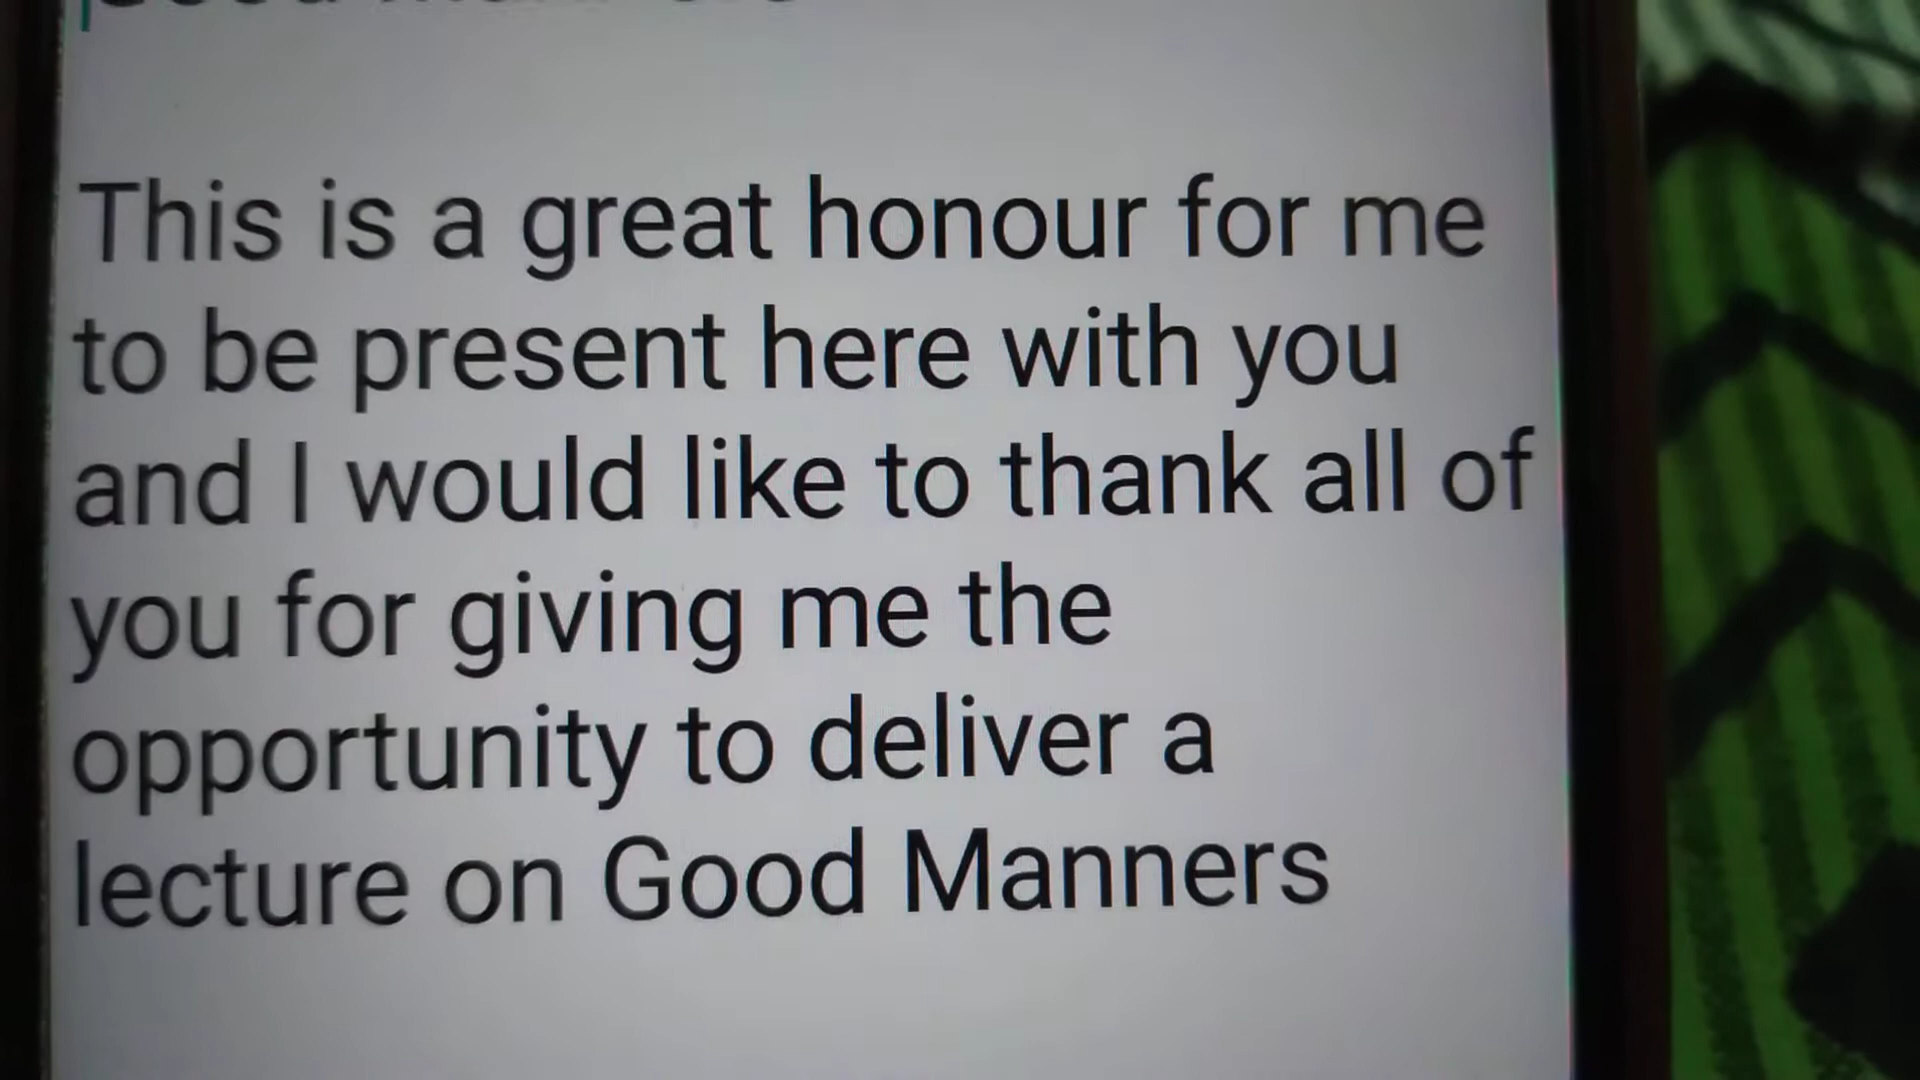 This is a great honour for me
to be present here with you
and I would like to thank all of
you for giving me the
opportunity to deliver a
lecture on Good Manners